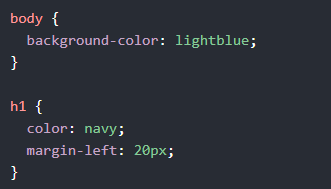 body {
  background-color: lightblue;
}

h1 {
  color: navy;
  margin-left: 20px;
}